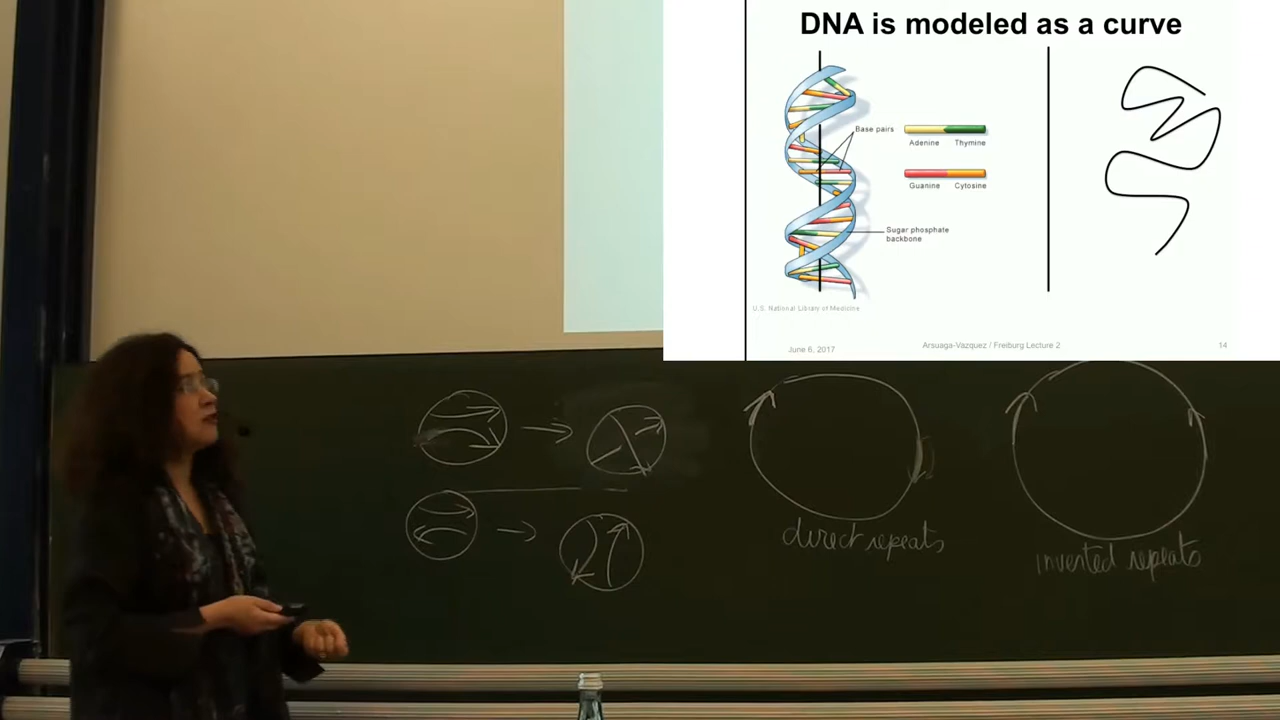 DNA is modeled as a curve
Base pairs
Adenine Thymine
Guanine Cytosine
Sugar phosphate
backbone
U.S. National Library of Medicine
June 6, 2017
Arsuaga-Vazquez / Freiburg Lecture 2
14
direct repeats
inverted repeats